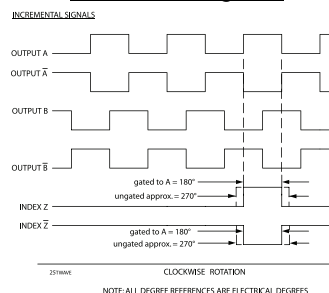 INCREMENTAL SIGNALS
OUTPUT A
OUTPUT A̅
OUTPUT B
OUTPUT B̅
gated to A = 180°
ungated approx. = 270°
INDEX Z
INDEX Z̅
gated to A = 180°
ungated approx. = 270°
25TWAVE CLOCKWISE ROTATION
NOTE: ALL DEGREE REFERENCES ARE ELECTRICAL DEGREES